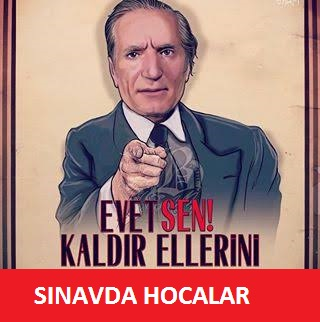 EVET SEN!
KALDIR ELLERİNİ
SINAVDA HOCALAR